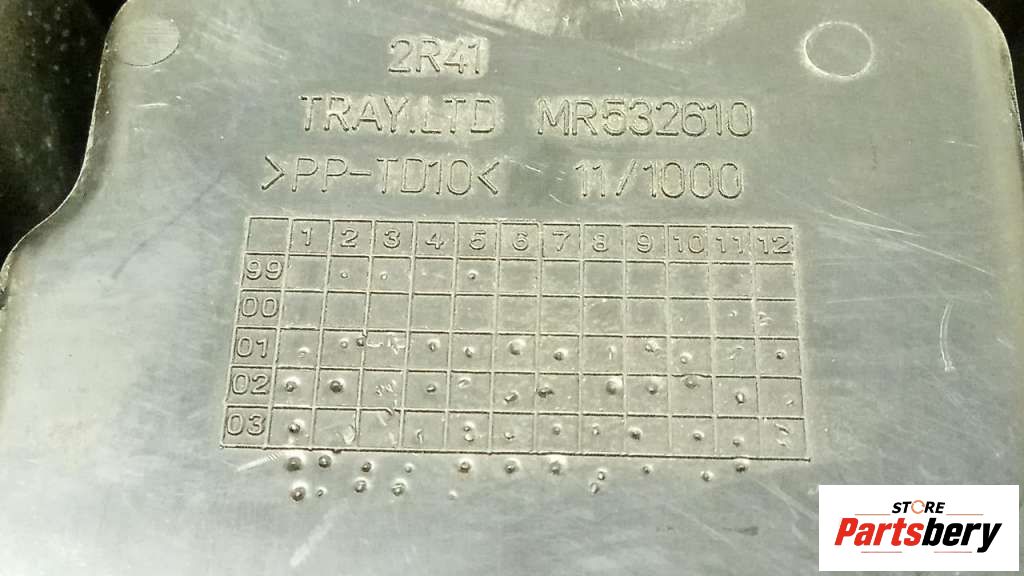 2R41
TRAY.LTD MR532610
>PP-TD10< 11/1000
1 2 3 4 5 6 7 8 9 10 11 12
99
00
01
02
03
STORE
Partsbery